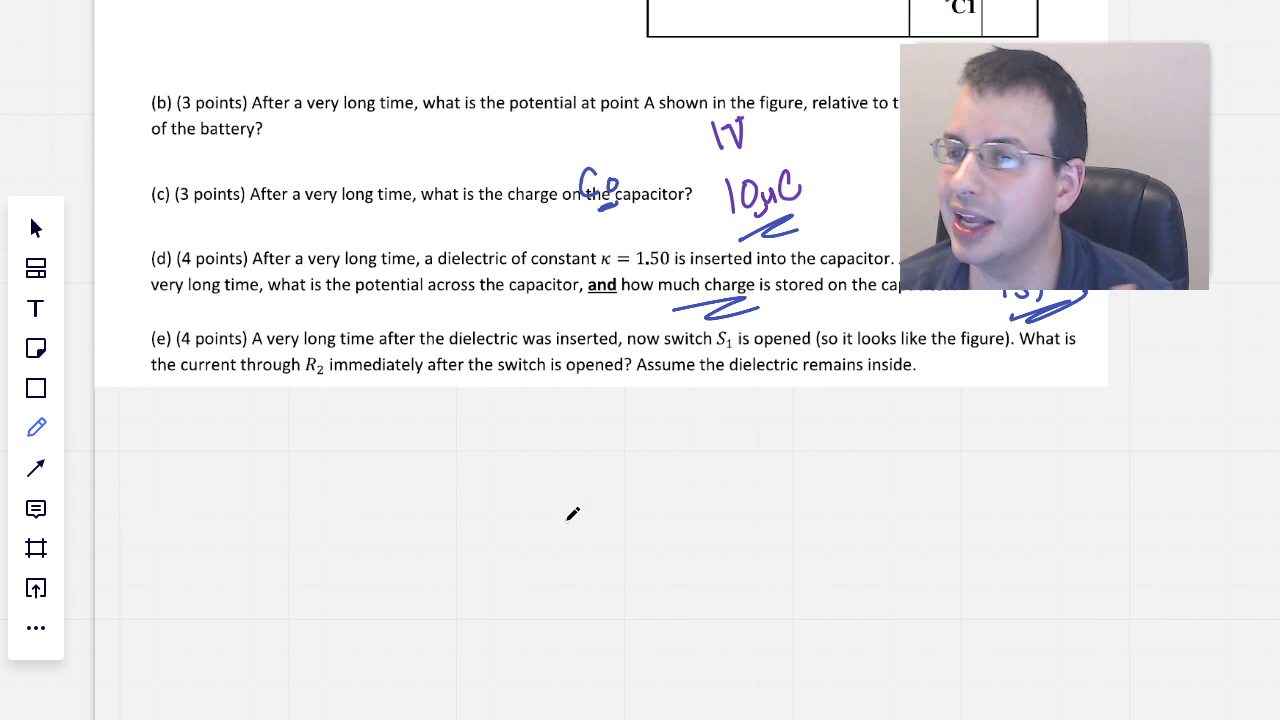 C1
(b) (3 points) After a very long time, what is the potential at point A shown in the figure, relative to
of the battery?
1V
C0
(c) (3 points) After a very long time, what is the charge on the capacitor?
10μC
(d) (4 points) After a very long time, a dielectric of constant κ = 1.50 is inserted into the capacitor.
very long time, what is the potential across the capacitor, and how much charge is stored on the
(e) (4 points) A very long time after the dielectric was inserted, now switch S₁ is opened (so it looks like the figure). What is
the current through R₂ immediately after the switch is opened? Assume the dielectric remains inside.
T